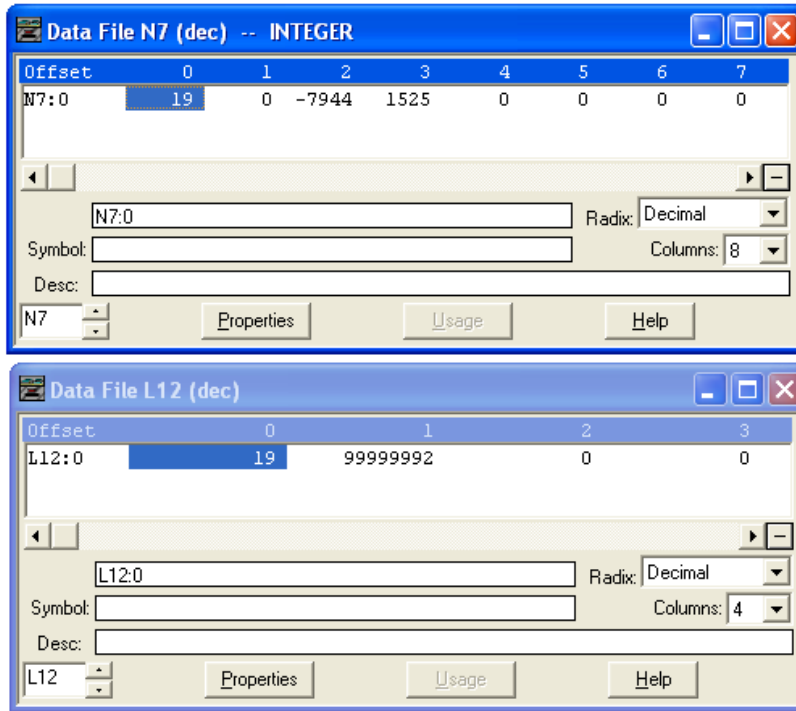 Data File N7 (dec) -- INTEGER
Offset 0 1 2 3 4 5 6 7
N7:0 19 0 -7944 1525 0 0 0 0
N7:0 Radix: Decimal
Symbol: Columns: 8
Desc:
N7 Properties Usage Help
Data File L12 (dec)
Offset 0 1 2 3
L12:0 19 99999992 0 0
L12:0 Radix: Decimal
Symbol: Columns: 4
Desc:
L12 Properties Usage Help